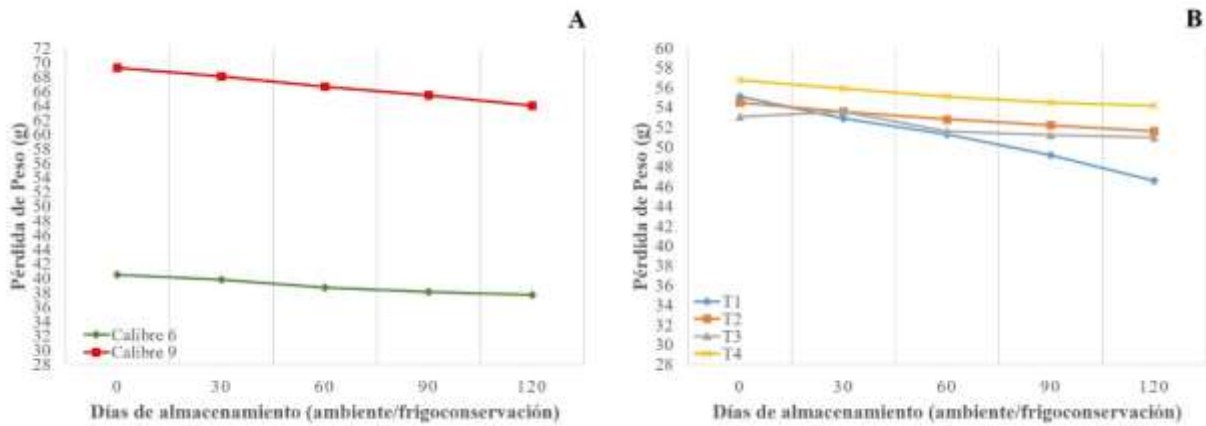 A
Pérdida de Peso (g)
72
70
68
66
64
62
60
58
56
54
52
50
48
46
44
42
40
38
36
34
32
30
28
Calibre 6
Calibre 9
0 30 60 90 120
Días de almacenamiento (ambiente/frigoconservación)
B
Pérdida de Peso (g)
60
58
56
54
52
50
48
46
44
42
40
38
36
34
32
30
28
T1
T2
T3
T4
0 30 60 90 120
Días de almacenamiento (ambiente/frigoconservación)